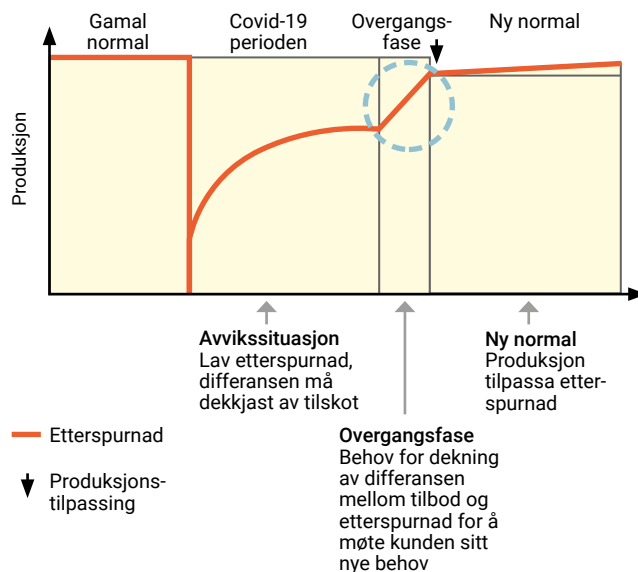 Gamal
normal
Covid-19
perioden
Overgangs-
fase
Ny normal
Produksjon
Avvikssituasjon
Lav etterspurnad,
differansen må
dekkjast av tilskot
Ny normal
Produksjon
tilpassa etter-
spurnad
Etterspurnad
Produksjons-
tilpassing
Overgangsfase
Behov for dekning
av differansen
mellom tilbod og
etterspurnad for å
møte kunden sitt
nye behov